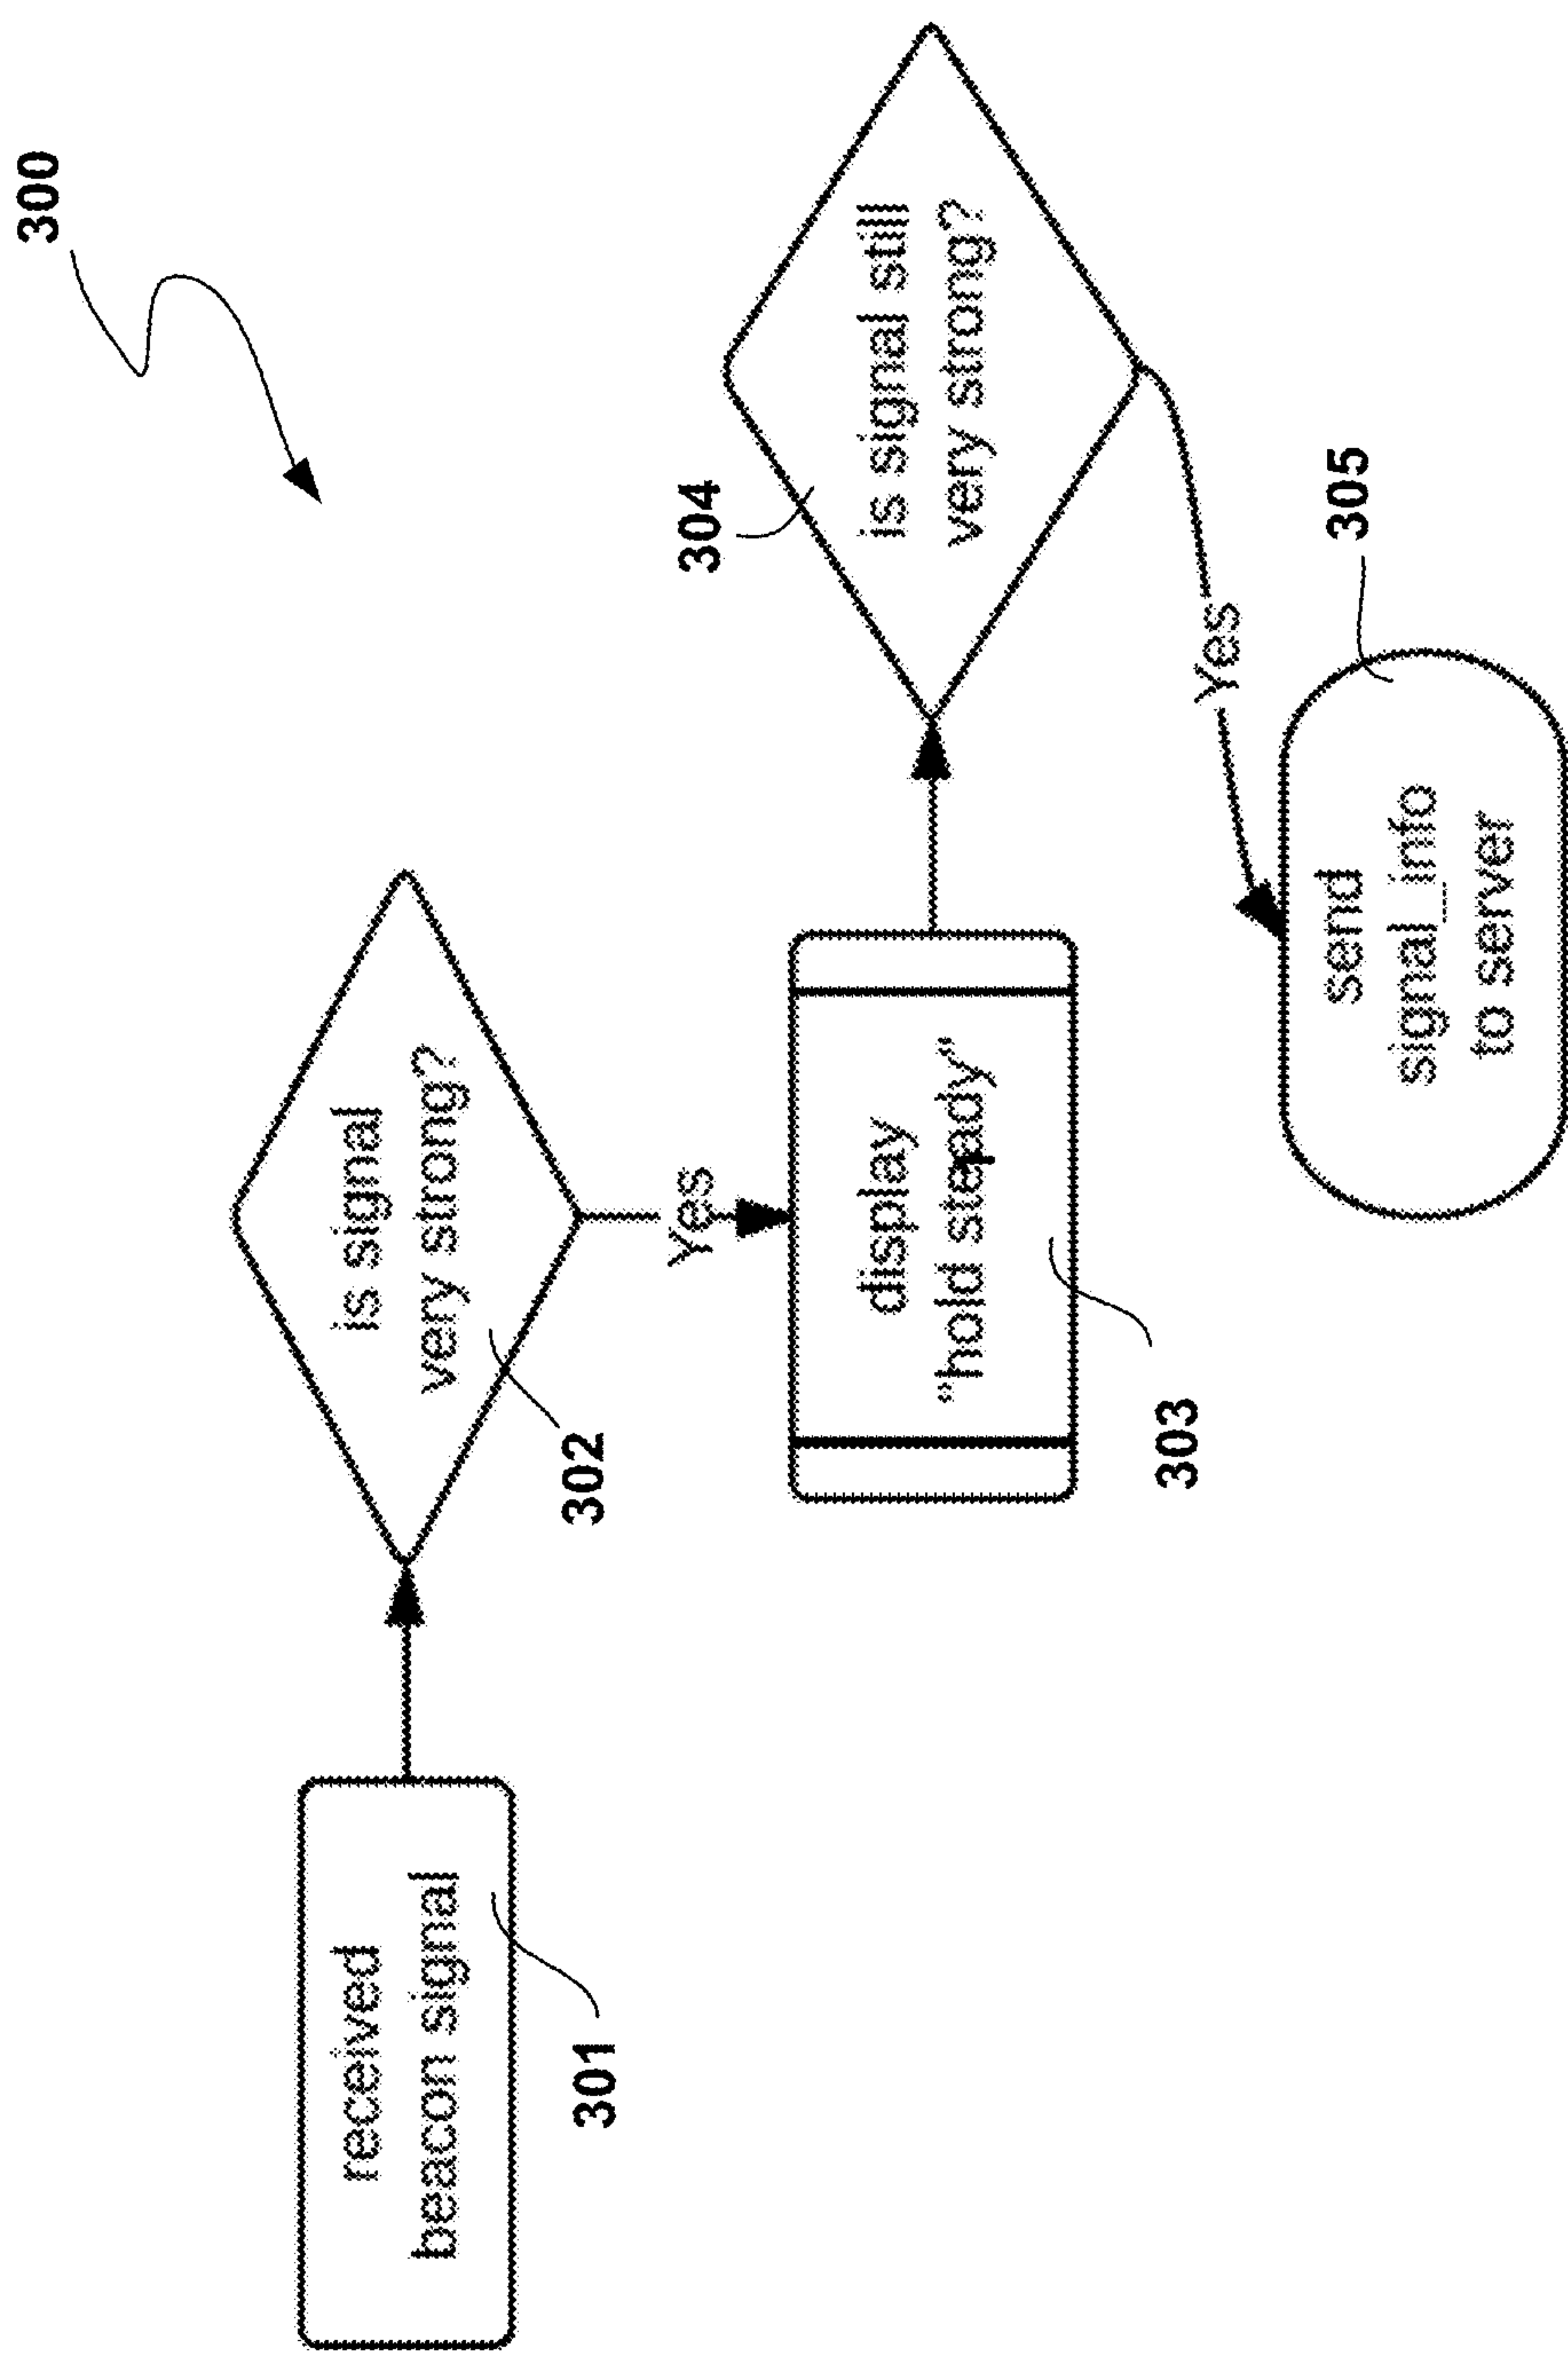 300
received
beacon signal
301
is signal
very strong?
302
Yes
display
“hold steady”
303
is signal still
very strong?
304
Yes
send
signal_info
to server
305